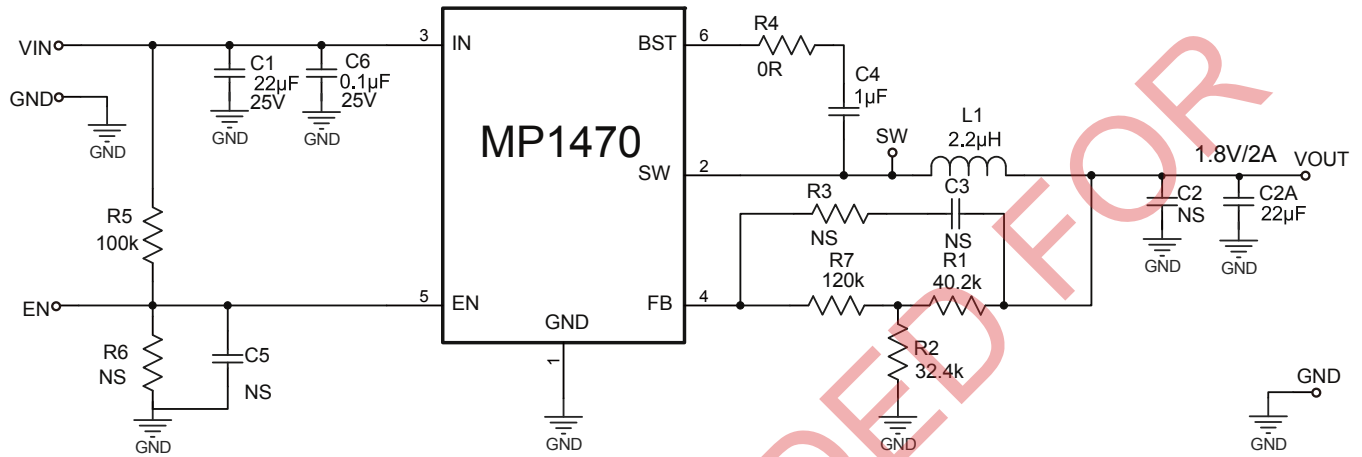 VIN
GND
GND
C1
22µF
25V
GND
C6
0.1µF
25V
GND
3
IN
MP1470
BST
6
R4
0R
C4
1µF
SW
L1
2.2µH
SW
2
1.8V/2A
VOUT
C2
NS
GND
C2A
22µF
GND
R3
NS
C3
NS
R5
100k
R7
120k
R1
40.2k
EN
5
EN
FB
4
GND
1
GND
R6
NS
C5
NS
GND
R2
32.4k
GND
GND
GND
DED FOR